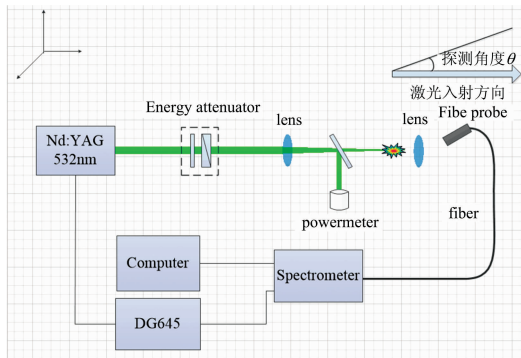 探测角度θ
激光入射方向
Energy attenuator
lens
lens
Fibe probe
Nd:YAG
532nm
powermeter
fiber
Computer
Spectrometer
DG645